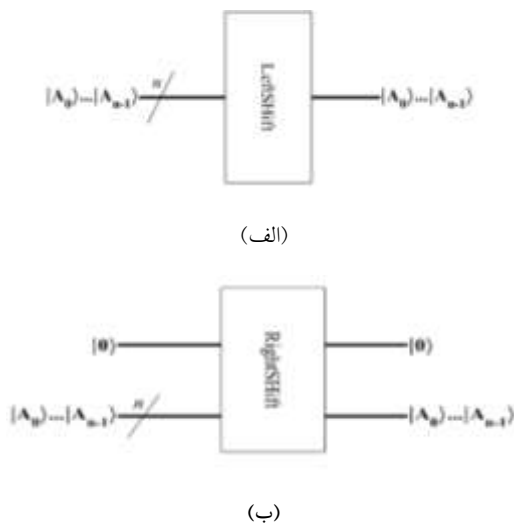 n
|A₀⟩...|Aₙ₋₁⟩ LeftSHift |A₀⟩...|Aₙ₋₁⟩
(الف)
|0⟩ RightSHift |0⟩
n
|A₀⟩...|Aₙ₋₁⟩ |A₀⟩...|Aₙ₋₁⟩
(ب)